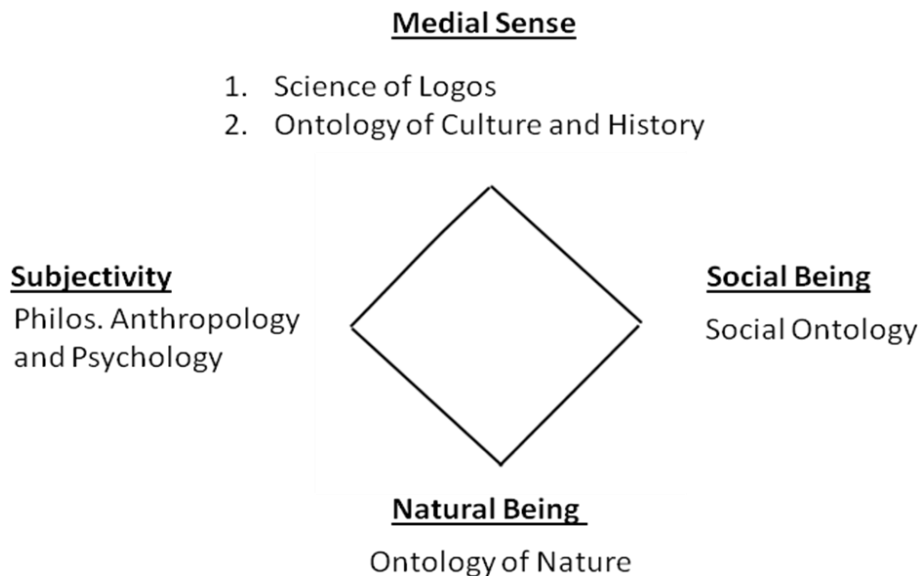 Medial Sense
1. Science of Logos
2. Ontology of Culture and History
Subjectivity
Philos. Anthropology
and Psychology
Social Being
Social Ontology
Natural Being
Ontology of Nature